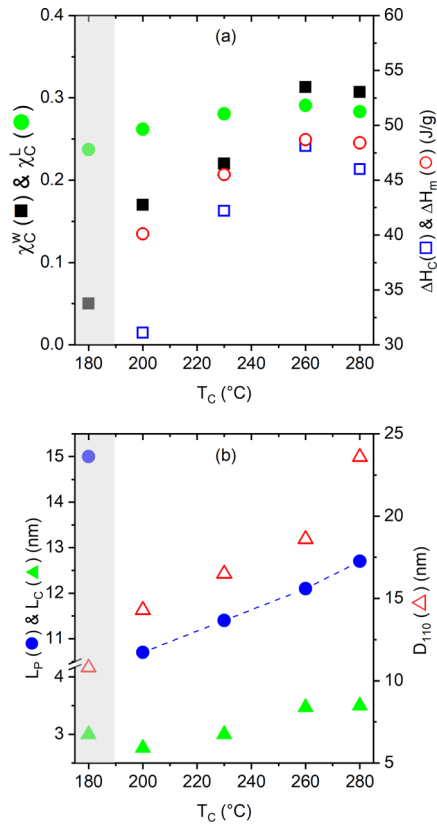 (a)
0.4
0.3
0.2
0.1
0.0
60
55
50
45
40
35
30
180 200 220 240 260 280
T_C (°C)
χ_C^w (■) & χ_C^L (●)
ΔH_C(□) & ΔH_m (○) (J/g)
(b)
15
14
13
12
11
4
3
25
20
15
10
5
180 200 220 240 260 280
T_C (°C)
L_P (●) & L_C (▲) (nm)
D_110 (△) (nm)